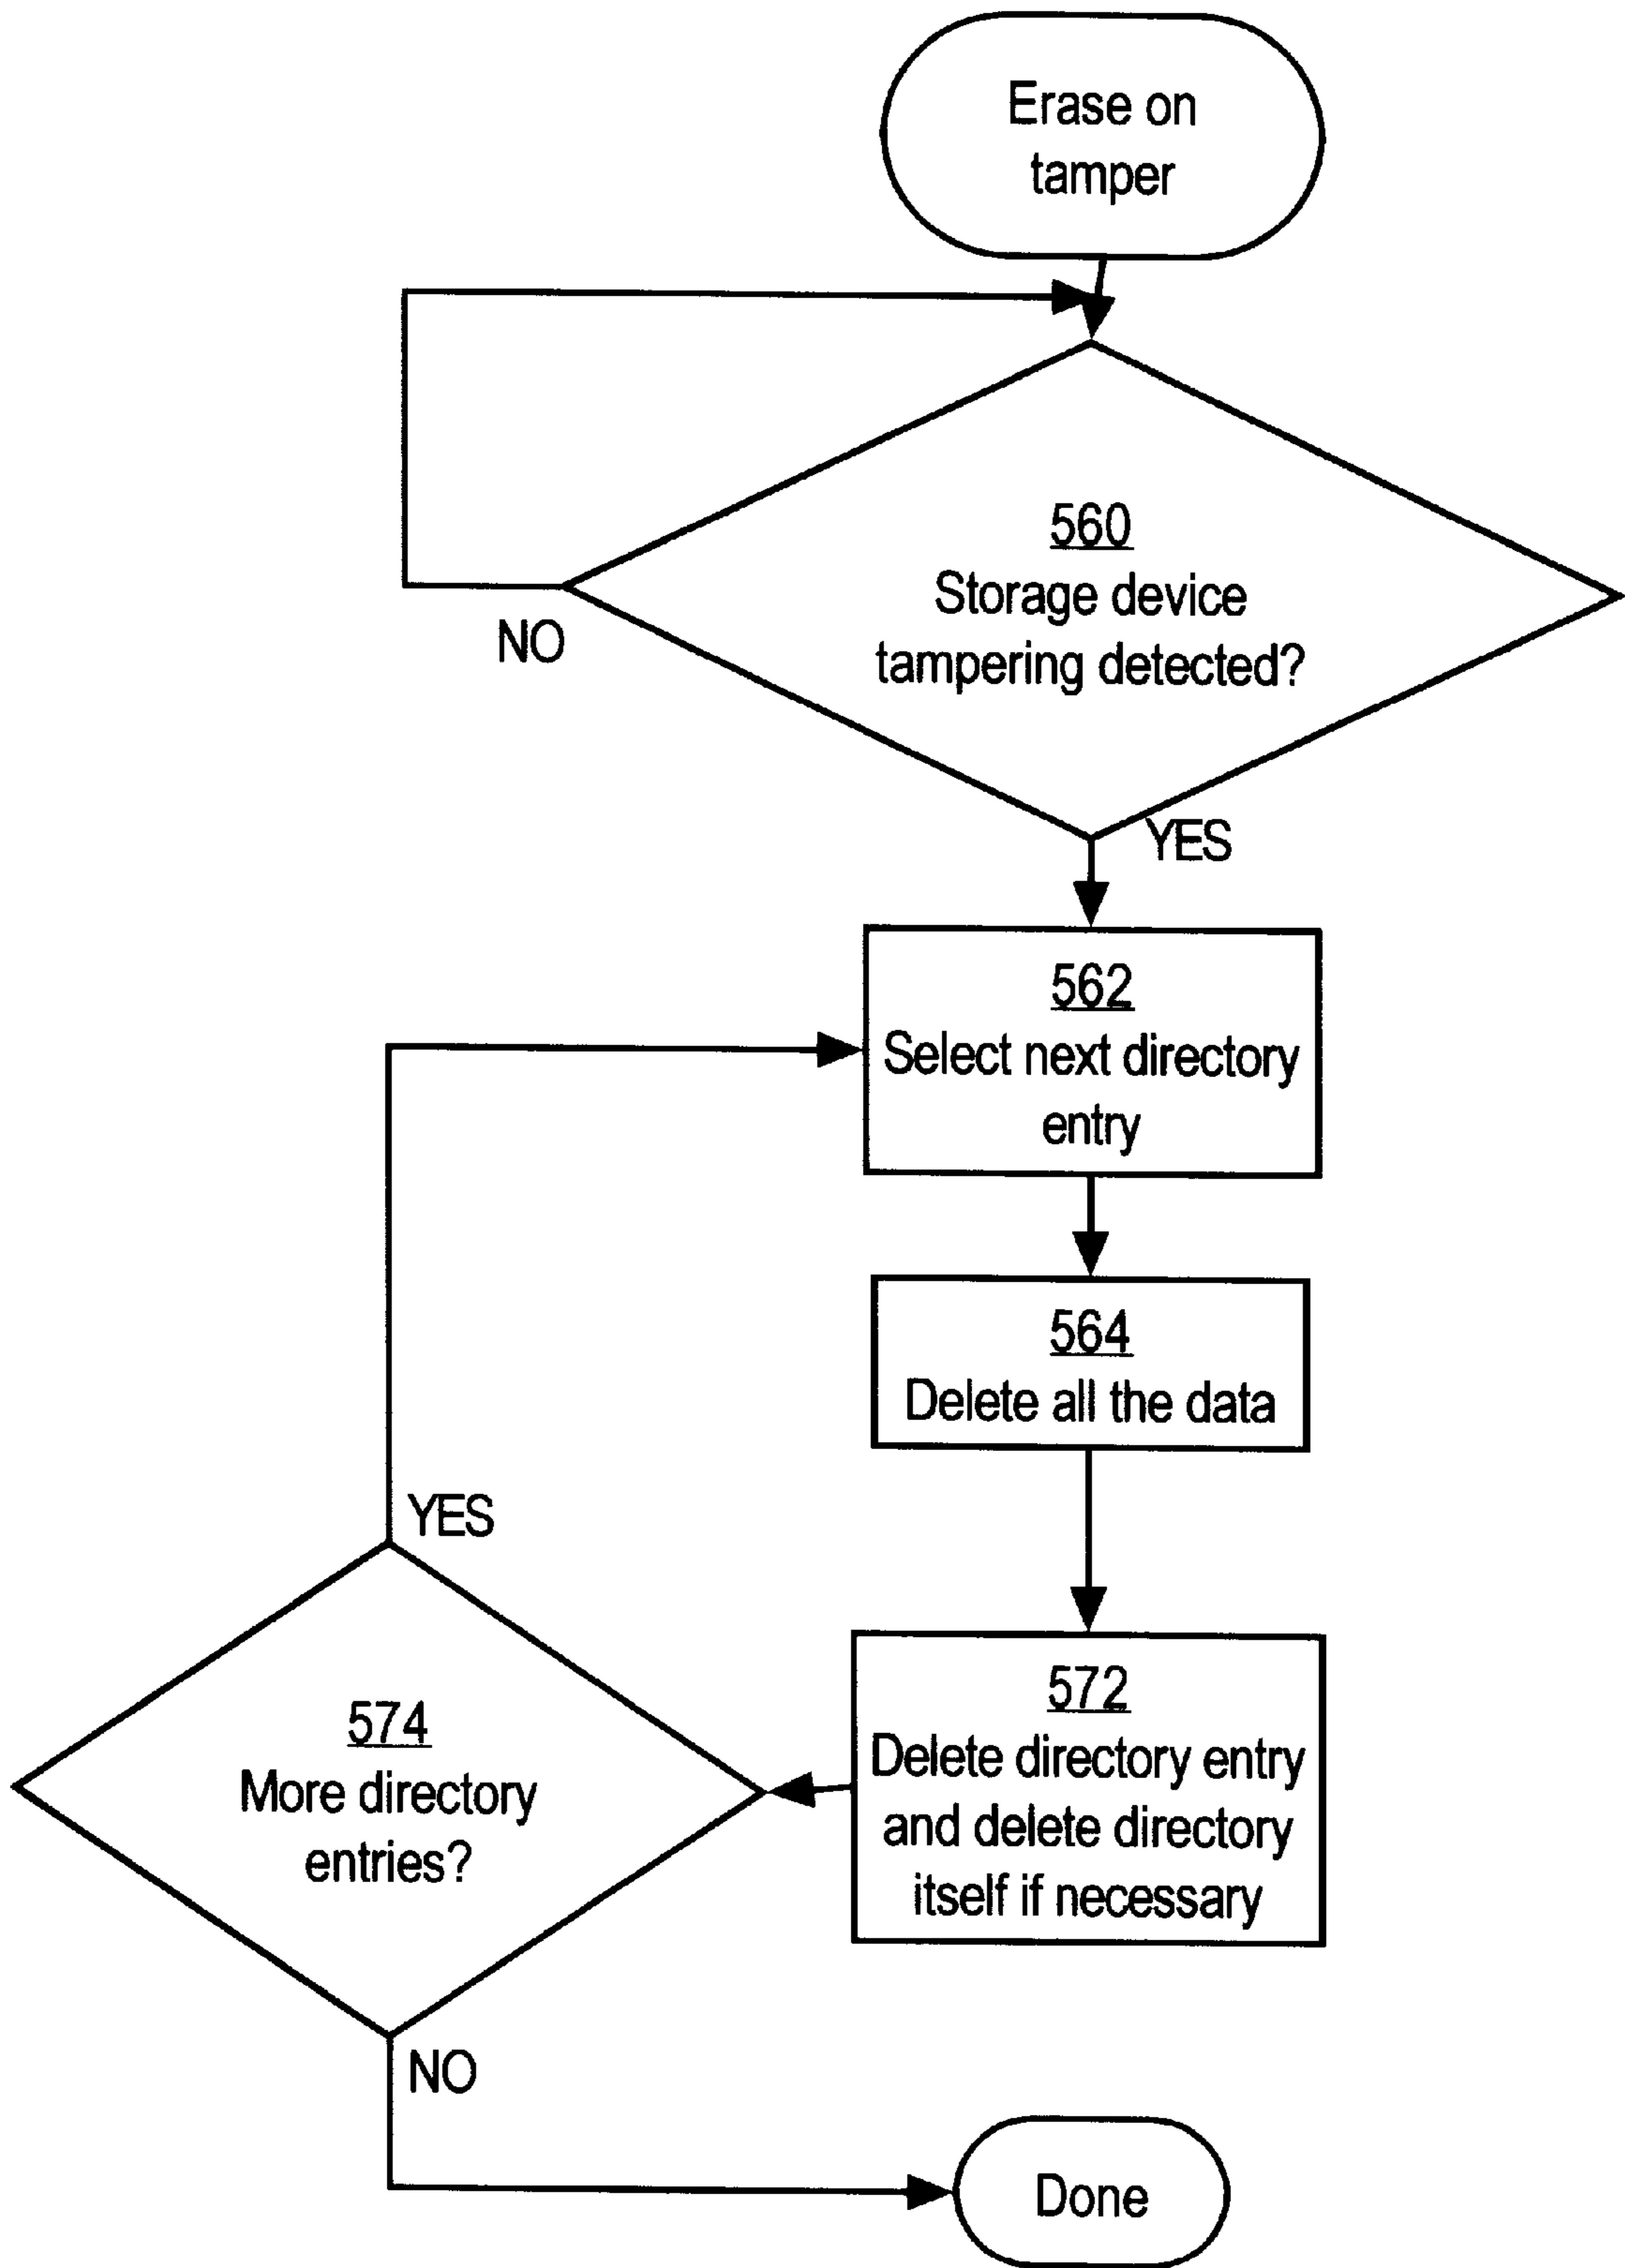 Erase on
tamper
560
Storage device
tampering detected?
NO
YES
562
Select next directory
entry
564
Delete all the data
YES
572
Delete directory entry
and delete directory
itself if necessary
574
More directory
entries?
NO
Done